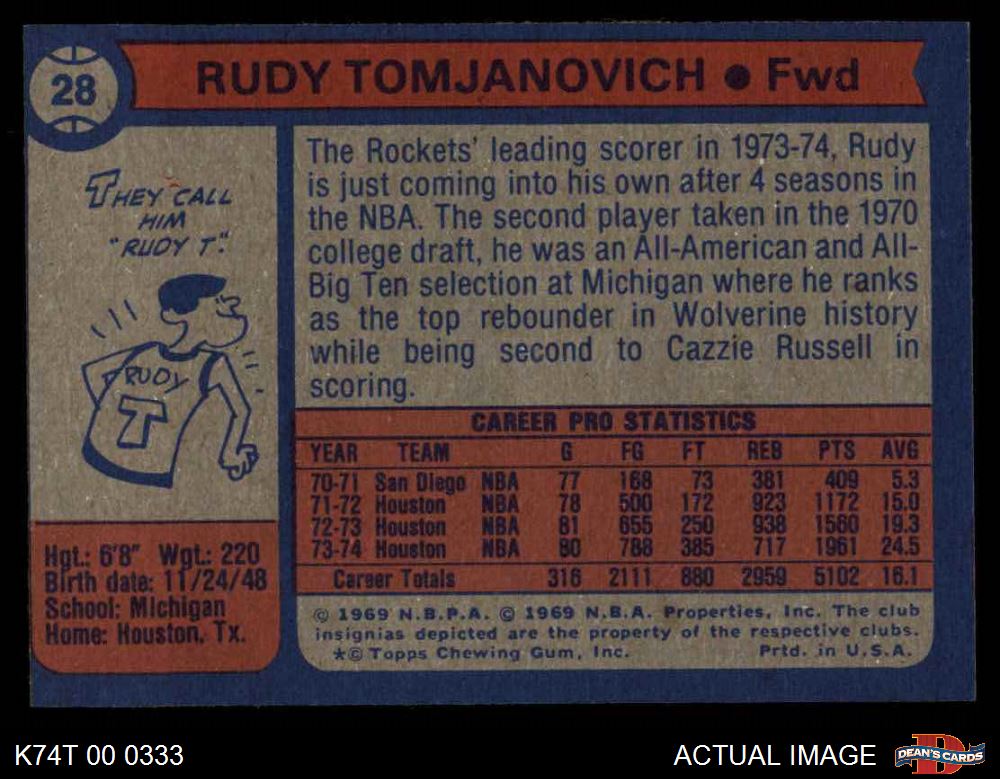 28
RUDY TOMJANOVICH ● Fwd
THEY CALL
HIM
"RUDY T."
RUDY
T
The Rockets' leading scorer in 1973-74, Rudy
is just coming into his own after 4 seasons in
the NBA. The second player taken in the 1970
college draft, he was an All-American and All-
Big Ten selection at Michigan where he ranks
as the top rebounder in Wolverine history
while being second to Cazzie Russell in
scoring.
CAREER PRO STATISTICS
YEAR TEAM G FG FT REB PTS AVG
70-71 San Diego NBA 77 168 73 381 409 5.3
71-72 Houston NBA 78 500 172 923 1172 15.0
72-73 Houston NBA 81 655 250 938 1560 19.3
73-74 Houston NBA 80 788 385 717 1961 24.5
Career Totals 316 2111 880 2959 5102 16.1
Hgt.: 6'8" Wgt.: 220
Birth date: 11/24/48
School: Michigan
Home: Houston, Tx.
© 1969 N.B.P.A. © 1969 N.B.A. Properties, Inc. The club
insignias depicted are the property of the respective clubs.
*© Topps Chewing Gum, Inc. Prtd. in U.S.A.
K74T 00 0333
ACTUAL IMAGE
D
DEAN'S CARDS